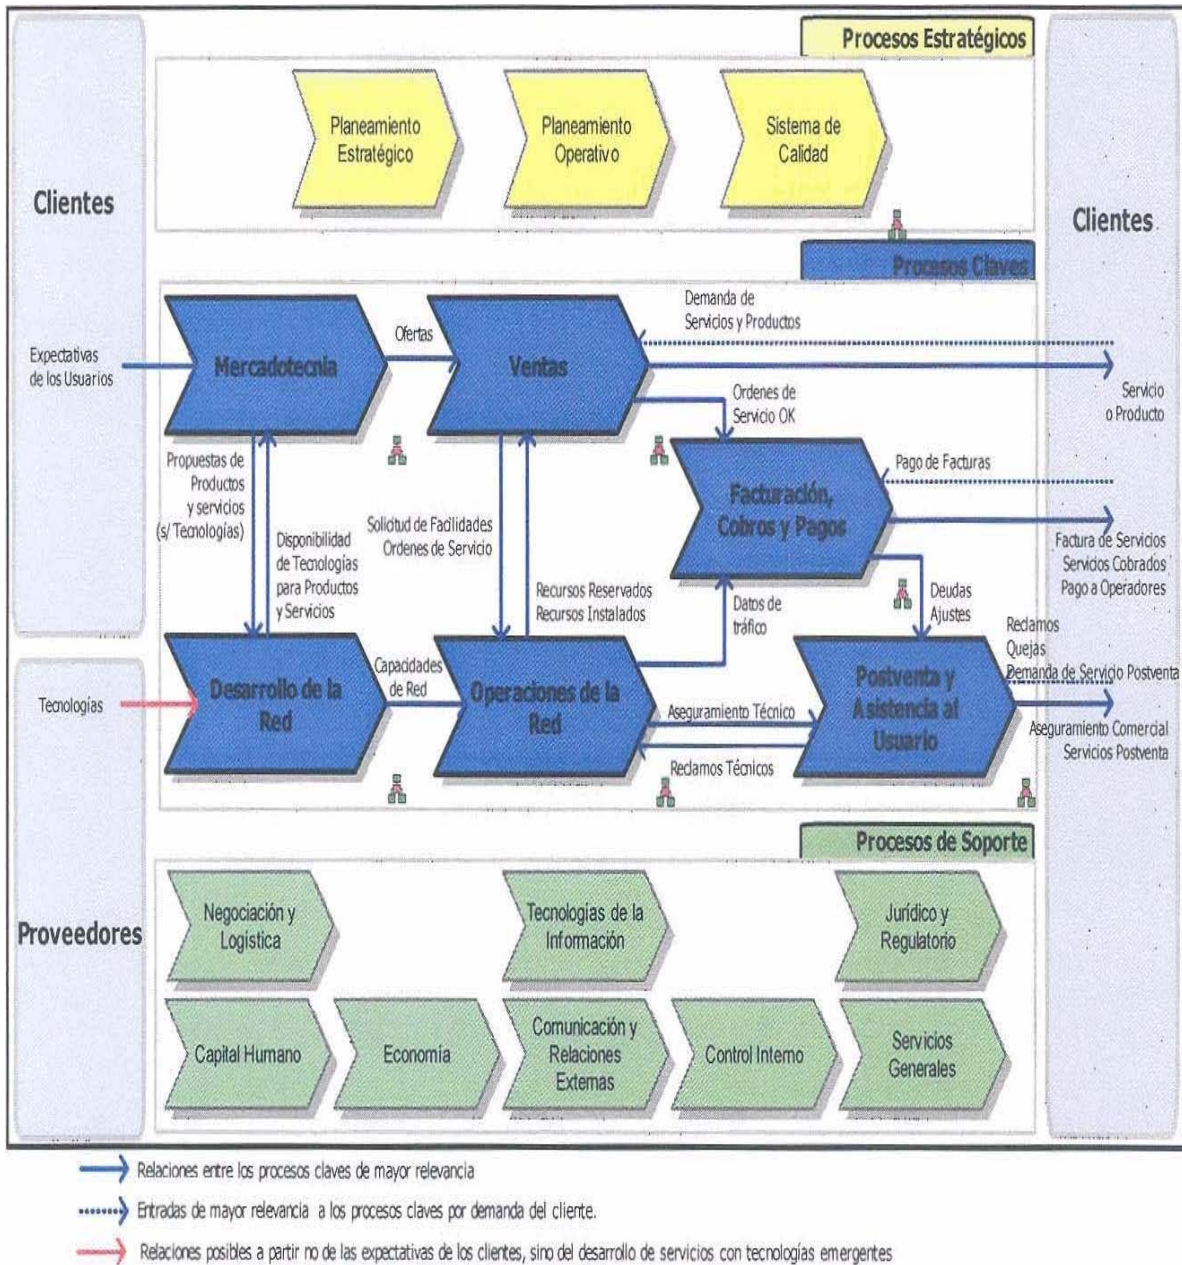 Procesos Estratégicos
Planeamiento
Estratégico
Planeamiento
Operativo
Sistema de
Calidad
Clientes
Clientes
Procesos Claves
Expectativas
de los Usuarios
Mercadotecnia
Ofertas
Ventas
Demanda de
Servicios y Productos
Servicio
o Producto
Ordenes de
Servicio OK
Propuestas de
Productos
y servicios
(s/ Tecnologías)
Disponibilidad
de Tecnologías
para Productos
y Servicios
Solicitud de Facilidades
Ordenes de Servicio
Recursos Reservados
Recursos Instalados
Facturación,
Cobros y Pagos
Pago de Facturas
Factura de Servicios
Servicios Cobrados
Pago a Operadores
Datos de
tráfico
Deudas
Ajustes
Reclamos
Quejas
Demanda de Servicio Postventa
Tecnologías
Desarrollo de la
Red
Capacidades
de Red
Operaciones de la
Red
Aseguramiento Técnico
Reclamos Técnicos
Postventa y
Asistencia al
Usuario
Aseguramiento Comercial
Servicios Postventa
Procesos de Soporte
Proveedores
Negociación y
Logística
Tecnologías de la
Información
Jurídico y
Regulatorio
Capital Humano
Economía
Comunicación y
Relaciones
Externas
Control Interno
Servicios
Generales
Relaciones entre los procesos claves de mayor relevancia
Entradas de mayor relevancia a los procesos claves por demanda del cliente.
Relaciones posibles a partir no de las expectativas de los clientes, sino del desarrollo de servicios con tecnologías emergentes